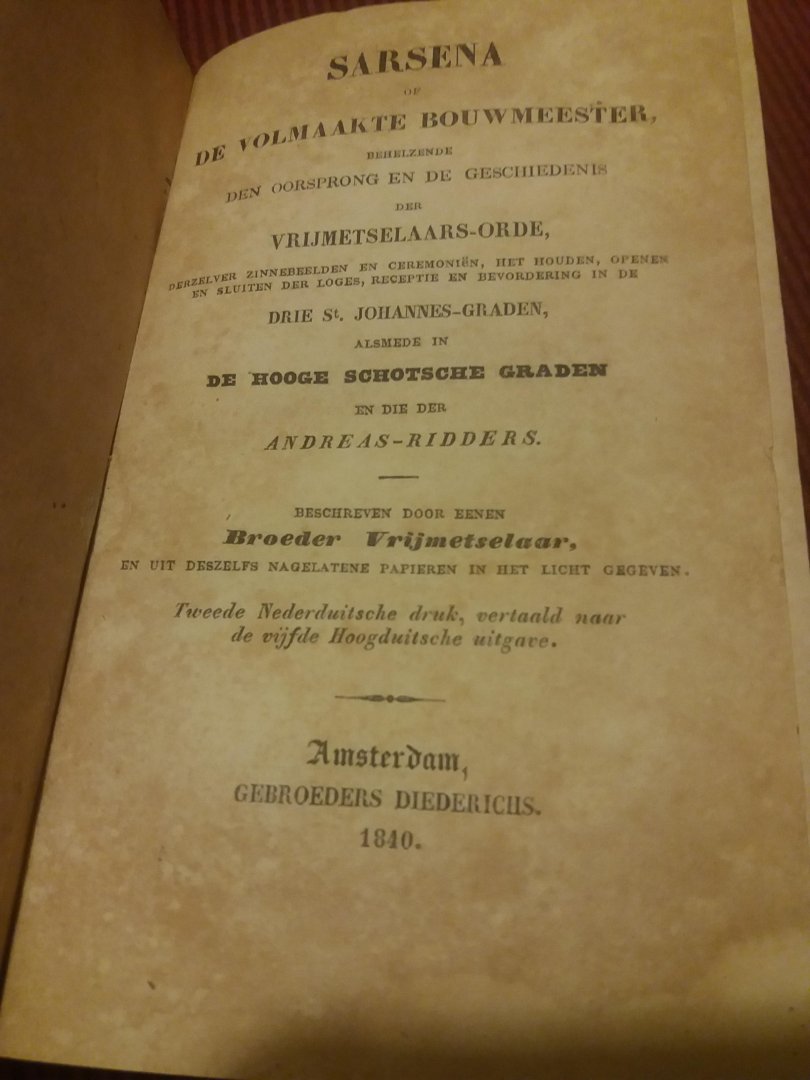 SARSENA
OF
DE VOLMAAKTE BOUWMEESTER,
BEHELZENDE
DEN OORSPRONG EN DE GESCHIEDENIS
DER
VRIJMETSELAARS-ORDE,
DERZELVER ZINNEBEELDEN EN CEREMONIËN, HET HOUDEN, OPENEN
EN SLUITEN DER LOGES, RECEPTIE EN BEVORDERING IN DE
DRIE St. JOHANNES-GRADEN,
ALSMEDE IN
DE HOOGE SCHOTSCHE GRADEN
EN DIE DER
ANDREAS-RIDDERS.
BESCHREVEN DOOR EENEN
Broeder Vrijmetselaar,
EN UIT DESZELFS NAGELATENE PAPIEREN IN HET LICHT GEGEVEN.
Tweede Nederduitsche druk, vertaald naar
de vijfde Hoogduitsche uitgave.
Amsterdam,
GEBROEDERS DIEDERICHS.
1840.